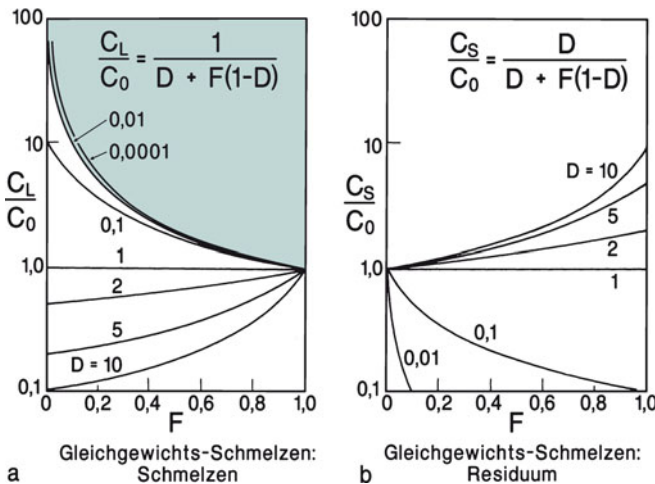 100
C_L/C_0 = 1/(D + F(1-D))
0,01
0,0001
10
C_L/C_0
0,1
1
1,0
2
5
D = 10
0,1
0 0,2 0,4 0,6 0,8 1,0
F
a
Gleichgewichts-Schmelzen:
Schmelzen
100
C_S/C_0 = D/(D + F(1-D))
10
D = 10
C_S/C_0
5
2
1,0
1
0,1
0,01
0,1
0 0,2 0,4 0,6 0,8 1,0
F
b
Gleichgewichts-Schmelzen:
Residuum